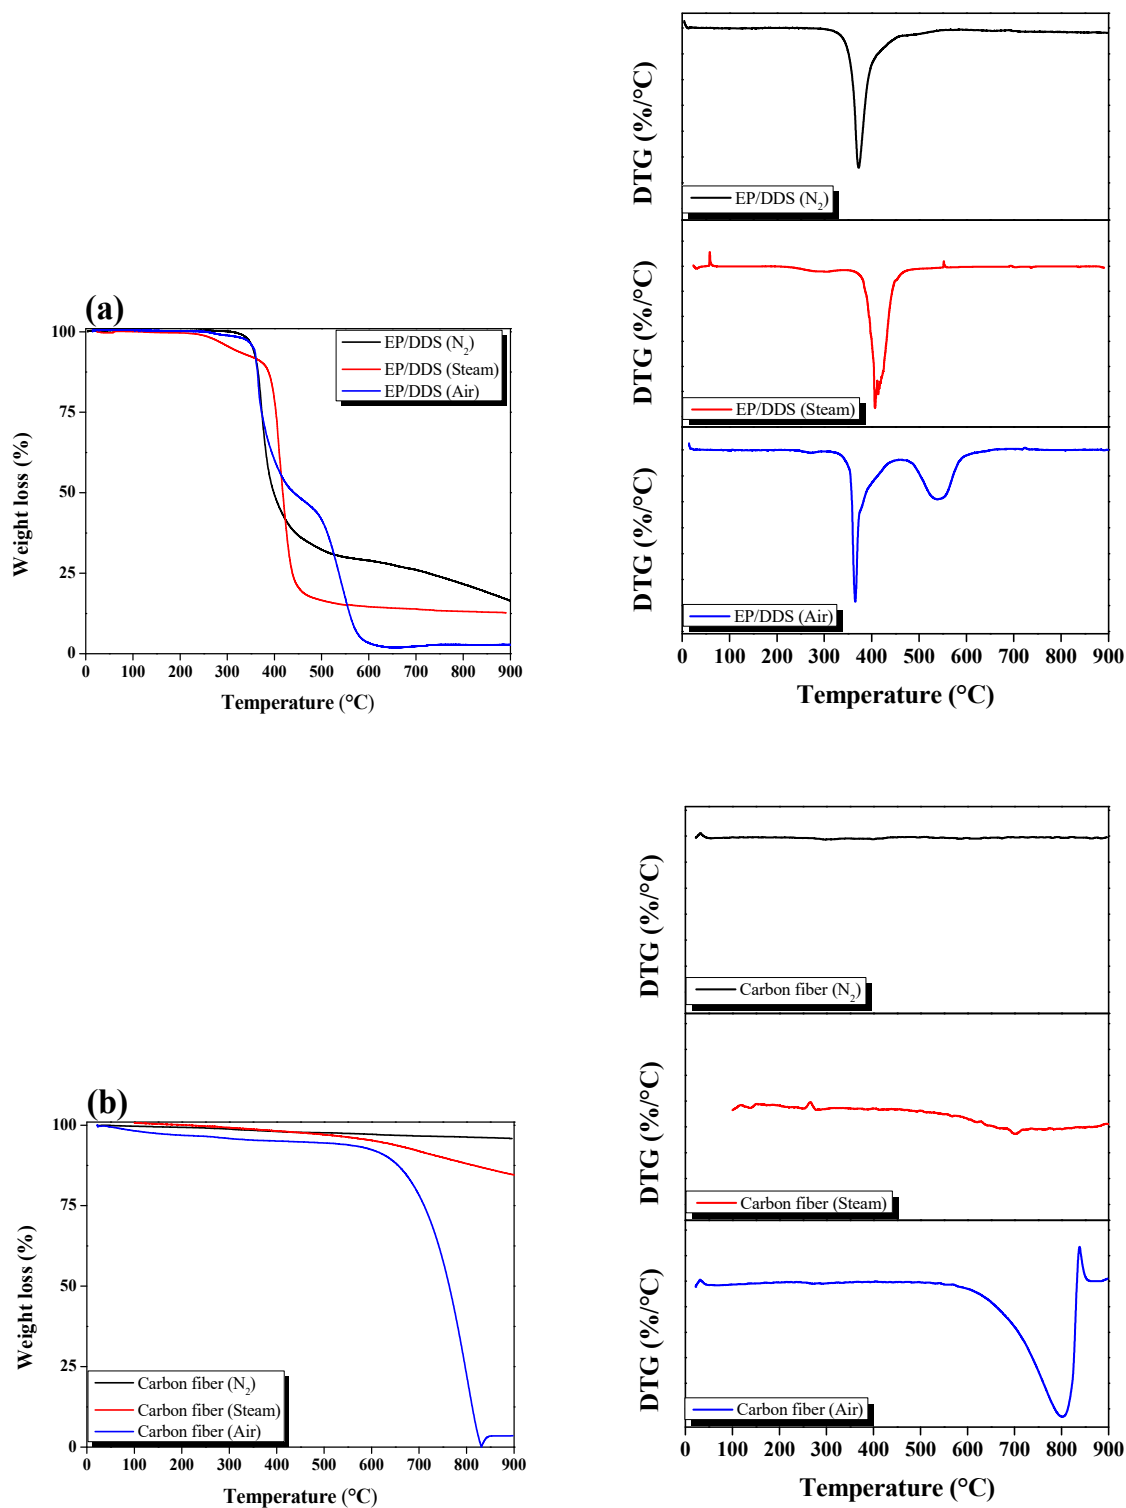 DTG (%/°C)
EP/DDS (N₂)
DTG (%/°C)
EP/DDS (Steam)
DTG (%/°C)
EP/DDS (Air)
0 100 200 300 400 500 600 700 800 900
Temperature (°C)
(a)
100
75
50
25
0
Weight loss (%)
EP/DDS (N₂)
EP/DDS (Steam)
EP/DDS (Air)
0 100 200 300 400 500 600 700 800 900
Temperature (°C)
DTG (%/°C)
Carbon fiber (N₂)
DTG (%/°C)
Carbon fiber (Steam)
DTG (%/°C)
Carbon fiber (Air)
0 100 200 300 400 500 600 700 800 900
Temperature (°C)
(b)
100
75
50
25
0
Weight loss (%)
Carbon fiber (N₂)
Carbon fiber (Steam)
Carbon fiber (Air)
0 100 200 300 400 500 600 700 800 900
Temperature (°C)